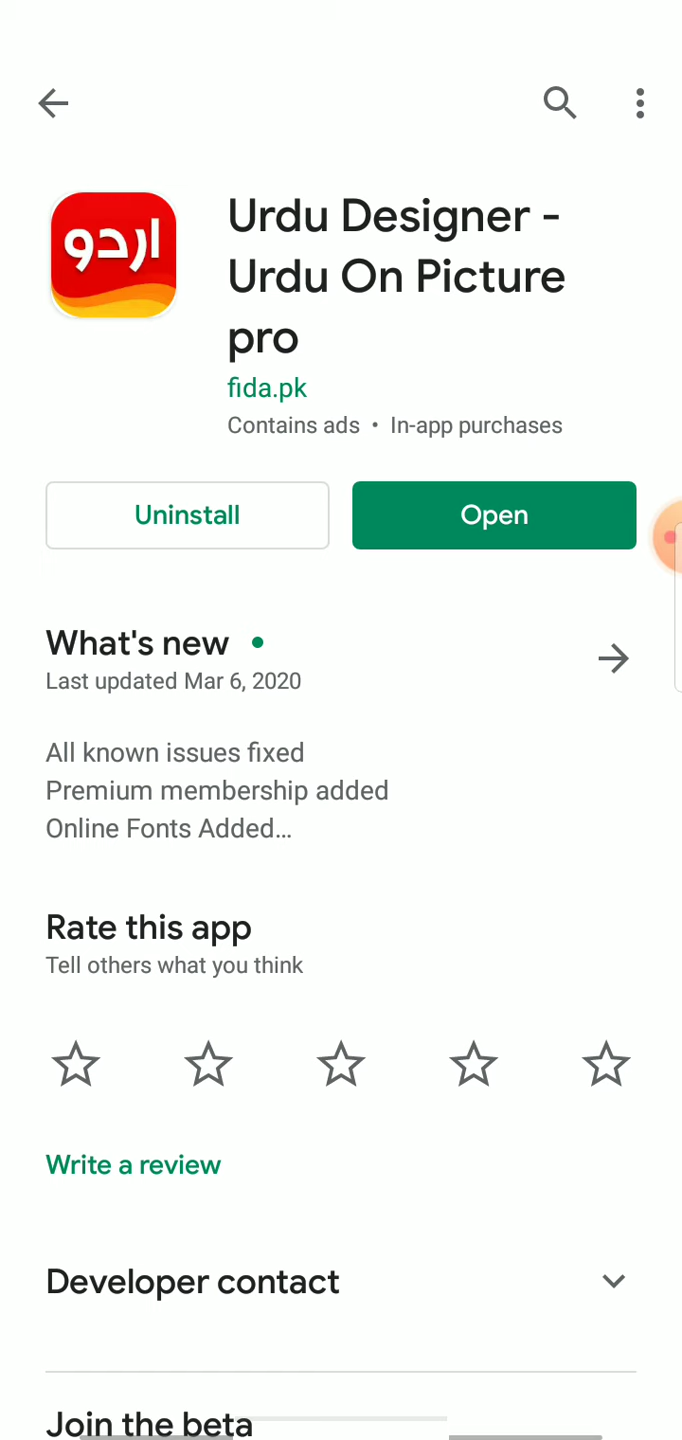 اردو
Urdu Designer -
Urdu On Picture
pro
fida.pk
Contains ads • In-app purchases
Uninstall
Open
What's new
Last updated Mar 6, 2020
All known issues fixed
Premium membership added
Online Fonts Added...
Rate this app
Tell others what you think
Write a review
Developer contact
Join the beta